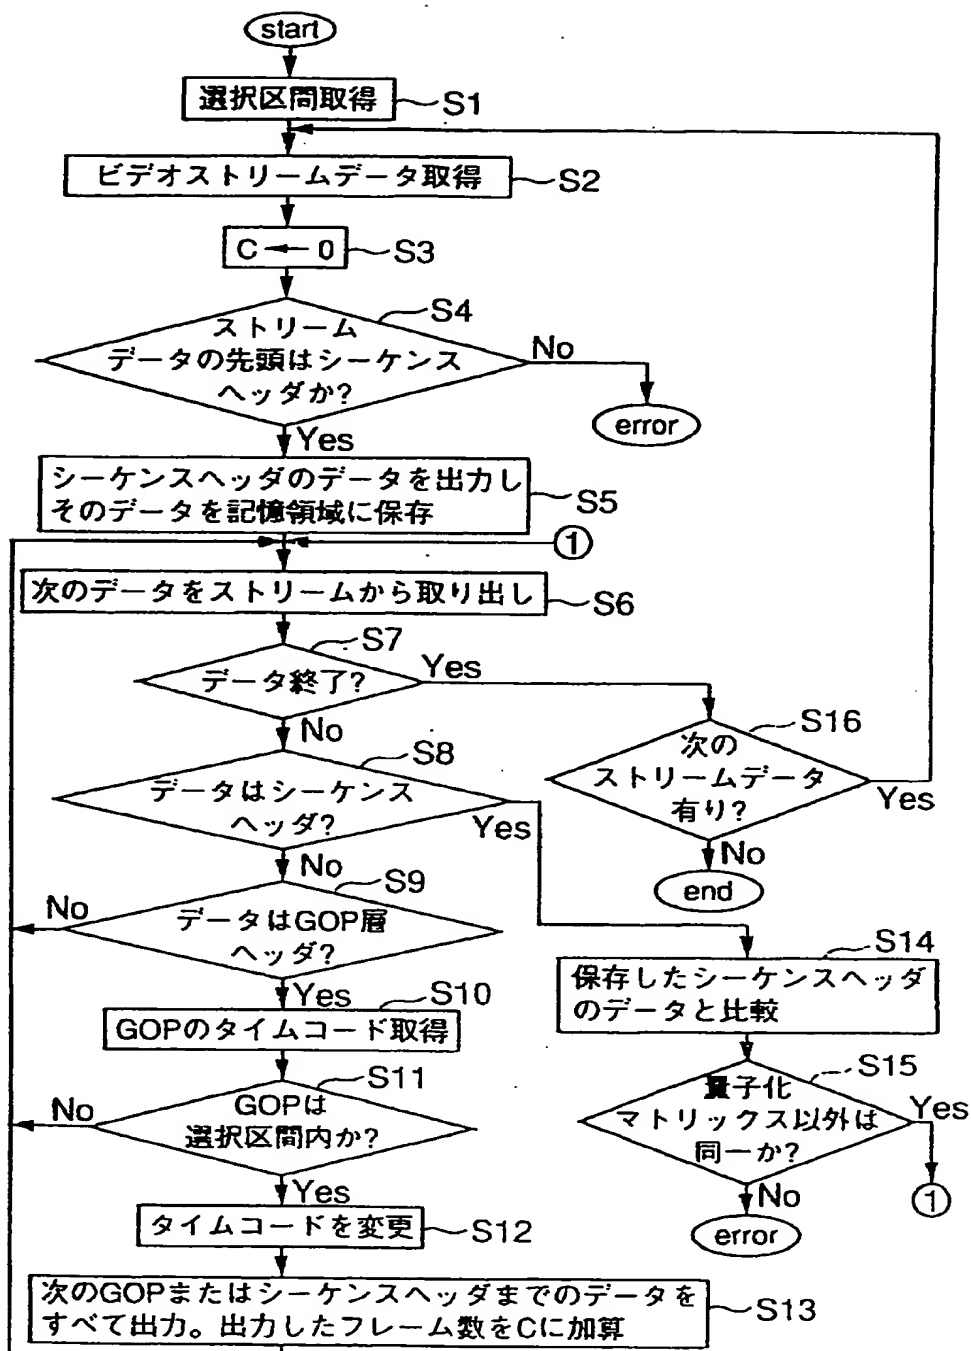 start
選択区間取得
S1
ビデオストリームデータ取得
S2
C ← 0
S3
S4
ストリーム
データの先頭はシーケンス
ヘッダか?
No
error
Yes
シーケンスヘッダのデータを出力し
そのデータを記憶領域に保存
S5
①
次のデータをストリームから取り出し
S6
S7
データ終了?
Yes
No
S16
次の
ストリームデータ
有り?
Yes
No
end
S8
データはシーケンス
ヘッダ?
Yes
No
S9
データはGOP層
ヘッダ?
No
Yes
S10
GOPのタイムコード取得
S14
保存したシーケンスヘッダ
のデータと比較
S11
GOPは
選択区間内か?
No
Yes
S15
量子化
マトリックス以外は
同一か?
Yes
①
No
error
タイムコードを変更
S12
次のGOPまたはシーケンスヘッダまでのデータを
すべて出力。出力したフレーム数をCに加算
S13